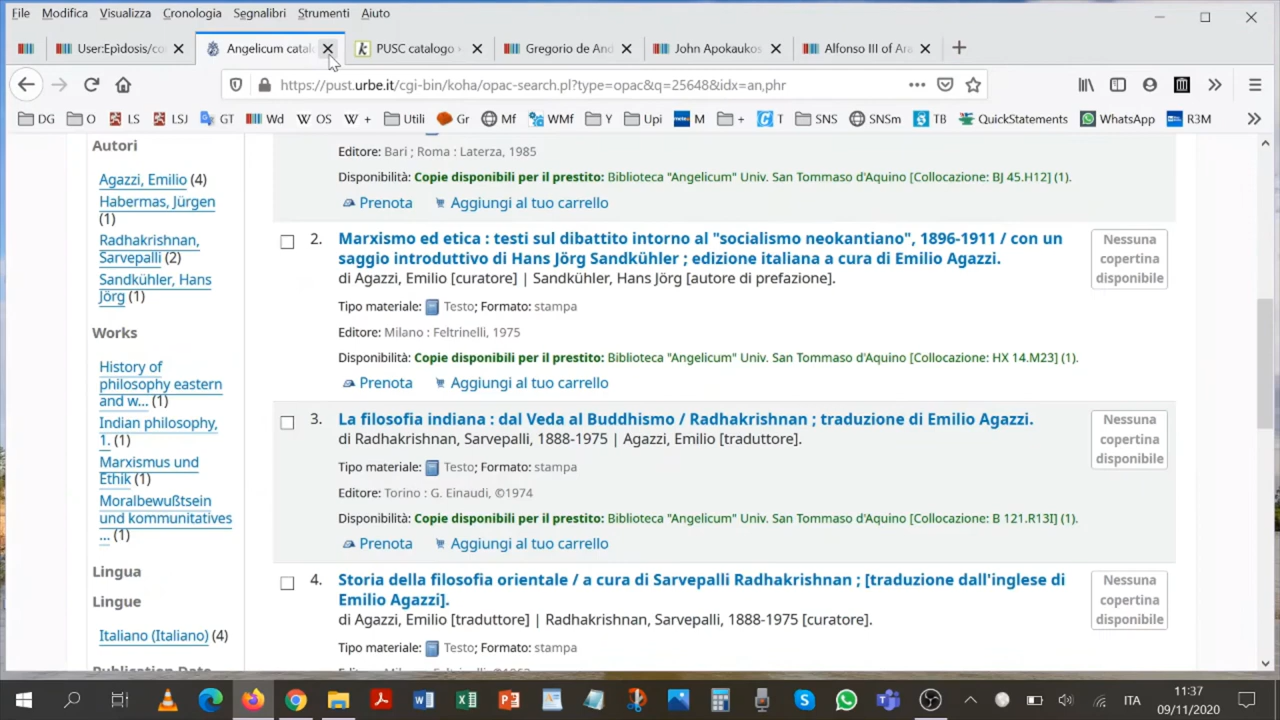 File Modifica Visualizza Cronologia Segnalibri Strumenti Aiuto
User:Epìdosis/co Angelicum catal PUSC catalogo Gregorio de And John Apokaukos Alfonso III of Ara
https://pust.urbe.it/cgi-bin/koha/opac-search.pl?type=opac&q=25648&idx=an,phr
DG O LS LSJ GT Wd OS + Utili Gr Mf WMf Y Upi M + T SNS SNSm TB QuickStatements WhatsApp R3M
Autori
Agazzi, Emilio (4)
Habermas, Jürgen
(1)
Radhakrishnan,
Sarvepalli (2)
Sandkühler, Hans
Jörg (1)
Works
History of
philosophy eastern
and w... (1)
Indian philosophy,
1. (1)
Marxismus und
Ethik (1)
Moralbewußtsein
und kommunitatives
... (1)
Lingua
Lingue
Italiano (Italiano) (4)
Publication Date
Editore: Bari ; Roma : Laterza, 1985
Disponibilità: Copie disponibili per il prestito: Biblioteca "Angelicum" Univ. San Tommaso d'Aquino [Collocazione: BJ 45.H12] (1).
Prenota Aggiungi al tuo carrello
2. Marxismo ed etica : testi sul dibattito intorno al "socialismo neokantiano", 1896-1911 / con un
saggio introduttivo di Hans Jörg Sandkühler ; edizione italiana a cura di Emilio Agazzi.
di Agazzi, Emilio [curatore] | Sandkühler, Hans Jörg [autore di prefazione].
Tipo materiale: Testo; Formato: stampa
Editore: Milano : Feltrinelli, 1975
Disponibilità: Copie disponibili per il prestito: Biblioteca "Angelicum" Univ. San Tommaso d'Aquino [Collocazione: HX 14.M23] (1).
Prenota Aggiungi al tuo carrello
Nessuna
copertina
disponibile
3. La filosofia indiana : dal Veda al Buddhismo / Radhakrishnan ; traduzione di Emilio Agazzi.
di Radhakrishnan, Sarvepalli, 1888-1975 | Agazzi, Emilio [traduttore].
Tipo materiale: Testo; Formato: stampa
Editore: Torino : G. Einaudi, ©1974
Disponibilità: Copie disponibili per il prestito: Biblioteca "Angelicum" Univ. San Tommaso d'Aquino [Collocazione: B 121.R13I] (1).
Prenota Aggiungi al tuo carrello
Nessuna
copertina
disponibile
4. Storia della filosofia orientale / a cura di Sarvepalli Radhakrishnan ; [traduzione dall'inglese di
Emilio Agazzi].
di Agazzi, Emilio [traduttore] | Radhakrishnan, Sarvepalli, 1888-1975 [curatore].
Tipo materiale: Testo; Formato: stampa
Nessuna
copertina
disponibile
ITA
11:37
09/11/2020